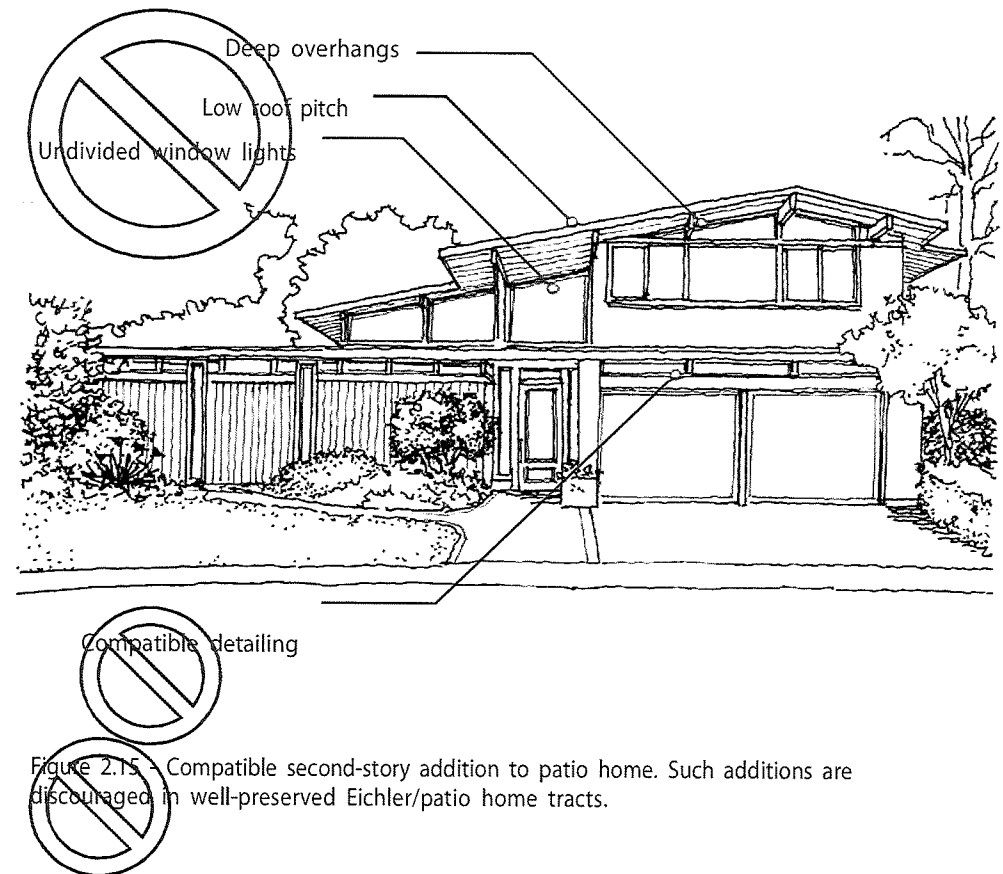 Deep overhangs
Low roof pitch
Undivided window lights
Compatible detailing
Figure 2.15 - Compatible second-story addition to patio home. Such additions are
discouraged in well-preserved Eichler/patio home tracts.